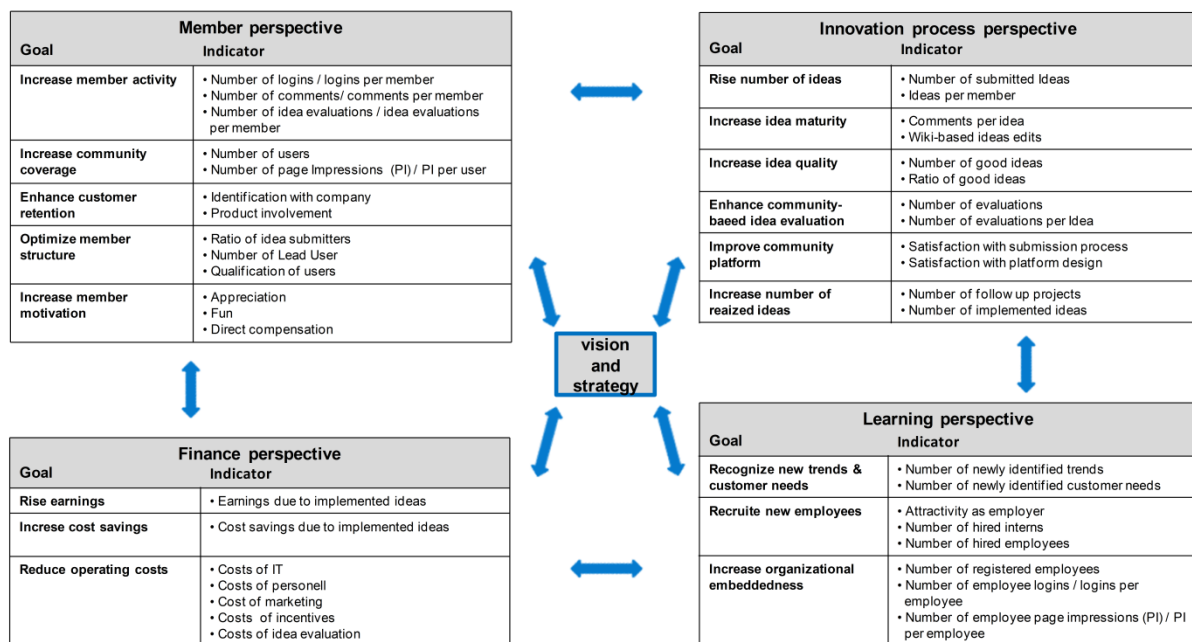 Member perspective
Goal Indicator
Increase member activity
• Number of logins / logins per member
• Number of comments/ comments per member
• Number of idea evaluations / idea evaluations
per member
Increase community
coverage
• Number of users
• Number of page Impressions (PI) / PI per user
Enhance customer
retention
• Identification with company
• Product involvement
Optimize member
structure
• Ratio of idea submitters
• Number of Lead User
• Qualification of users
Increase member
motivation
• Appreciation
• Fun
• Direct compensation
Innovation process perspective
Goal Indicator
Rise number of ideas
• Number of submitted Ideas
• Ideas per member
Increase idea maturity
• Comments per idea
• Wiki-based ideas edits
Increase idea quality
• Number of good ideas
• Ratio of good ideas
Enhance community-
baeed idea evaluation
• Number of evaluations
• Number of evaluations per Idea
Improve community
platform
• Satisfaction with submission process
• Satisfaction with platform design
Increase number of
reaized ideas
• Number of follow up projects
• Number of implemented ideas
vision
and
strategy
Finance perspective
Goal Indicator
Rise earnings
• Earnings due to implemented ideas
Increse cost savings
• Cost savings due to implemented ideas
Reduce operating costs
• Costs of IT
• Costs of personell
• Cost of marketing
• Costs of incentives
• Costs of idea evaluation
Learning perspective
Goal Indicator
Recognize new trends &
customer needs
• Number of newly identified trends
• Number of newly identified customer needs
Recruite new employees
• Attractivity as employer
• Number of hired interns
• Number of hired employees
Increase organizational
embeddedness
• Number of registered employees
• Number of employee logins / logins per
employee
• Number of employee page impressions (PI) / PI
per employee